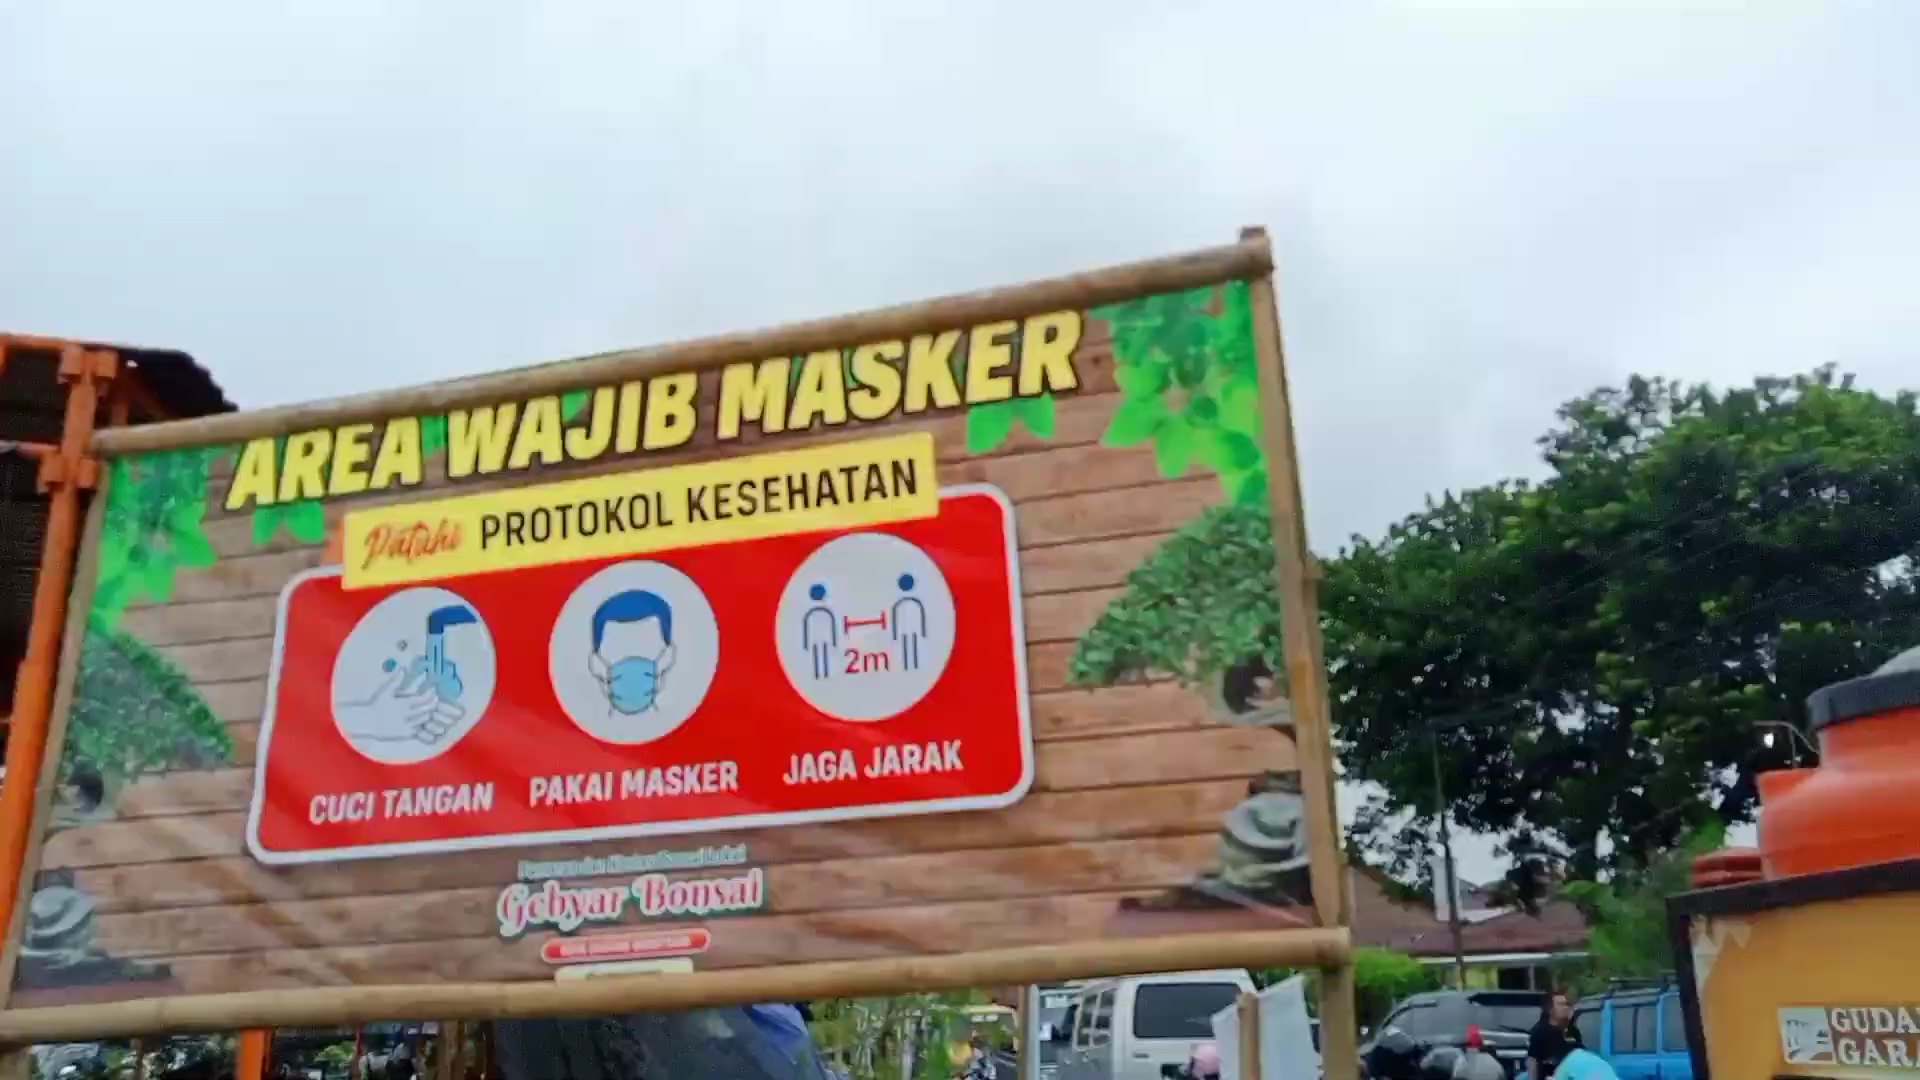 AREA WAJIB MASKER
Patuhi PROTOKOL KESEHATAN
2m
CUCI TANGAN PAKAI MASKER JAGA JARAK
Gebyar Bonsai
GUDA
GAR